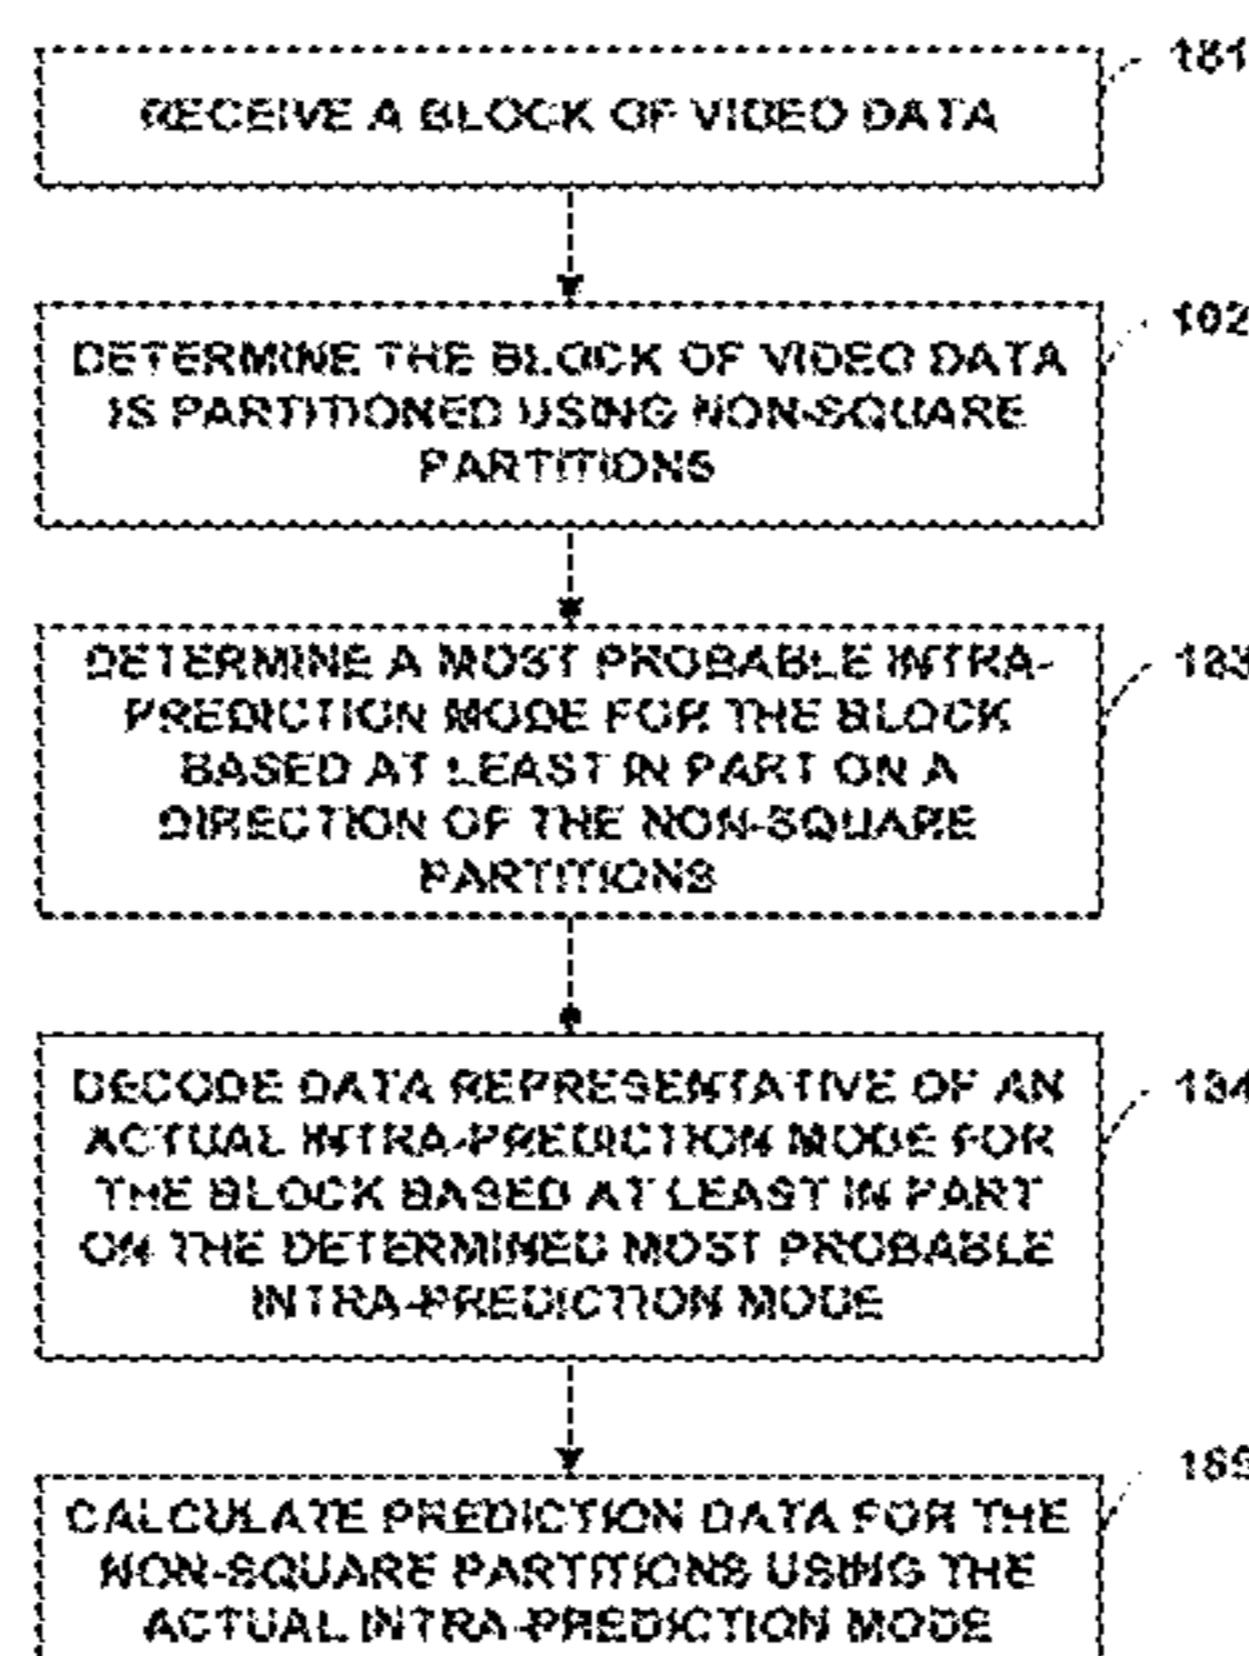 RECEIVE A BLOCK OF VIDEO DATA
102
DETERMINE THE BLOCK OF VIDEO DATA
IS PARTITIONED USING NON-SQUARE
PARTITIONS
DETERMINE A MOST PROBABLE INTRA-
PREDICTION MODE FOR THE BLOCK
BASED AT LEAST IN PART ON A
DIRECTION OF THE NON-SQUARE
PARTITIONS
DECODE DATA REPRESENTATIVE OF AN
ACTUAL INTRA-PREDICTION MODE FOR
THE BLOCK BASED AT LEAST IN PART
ON THE DETERMINED MOST PROBABLE
INTRA-PREDICTION MODE
CALCULATE PREDICTION DATA FOR THE
NON-SQUARE PARTITIONS USING THE
ACTUAL INTRA-PREDICTION MODE